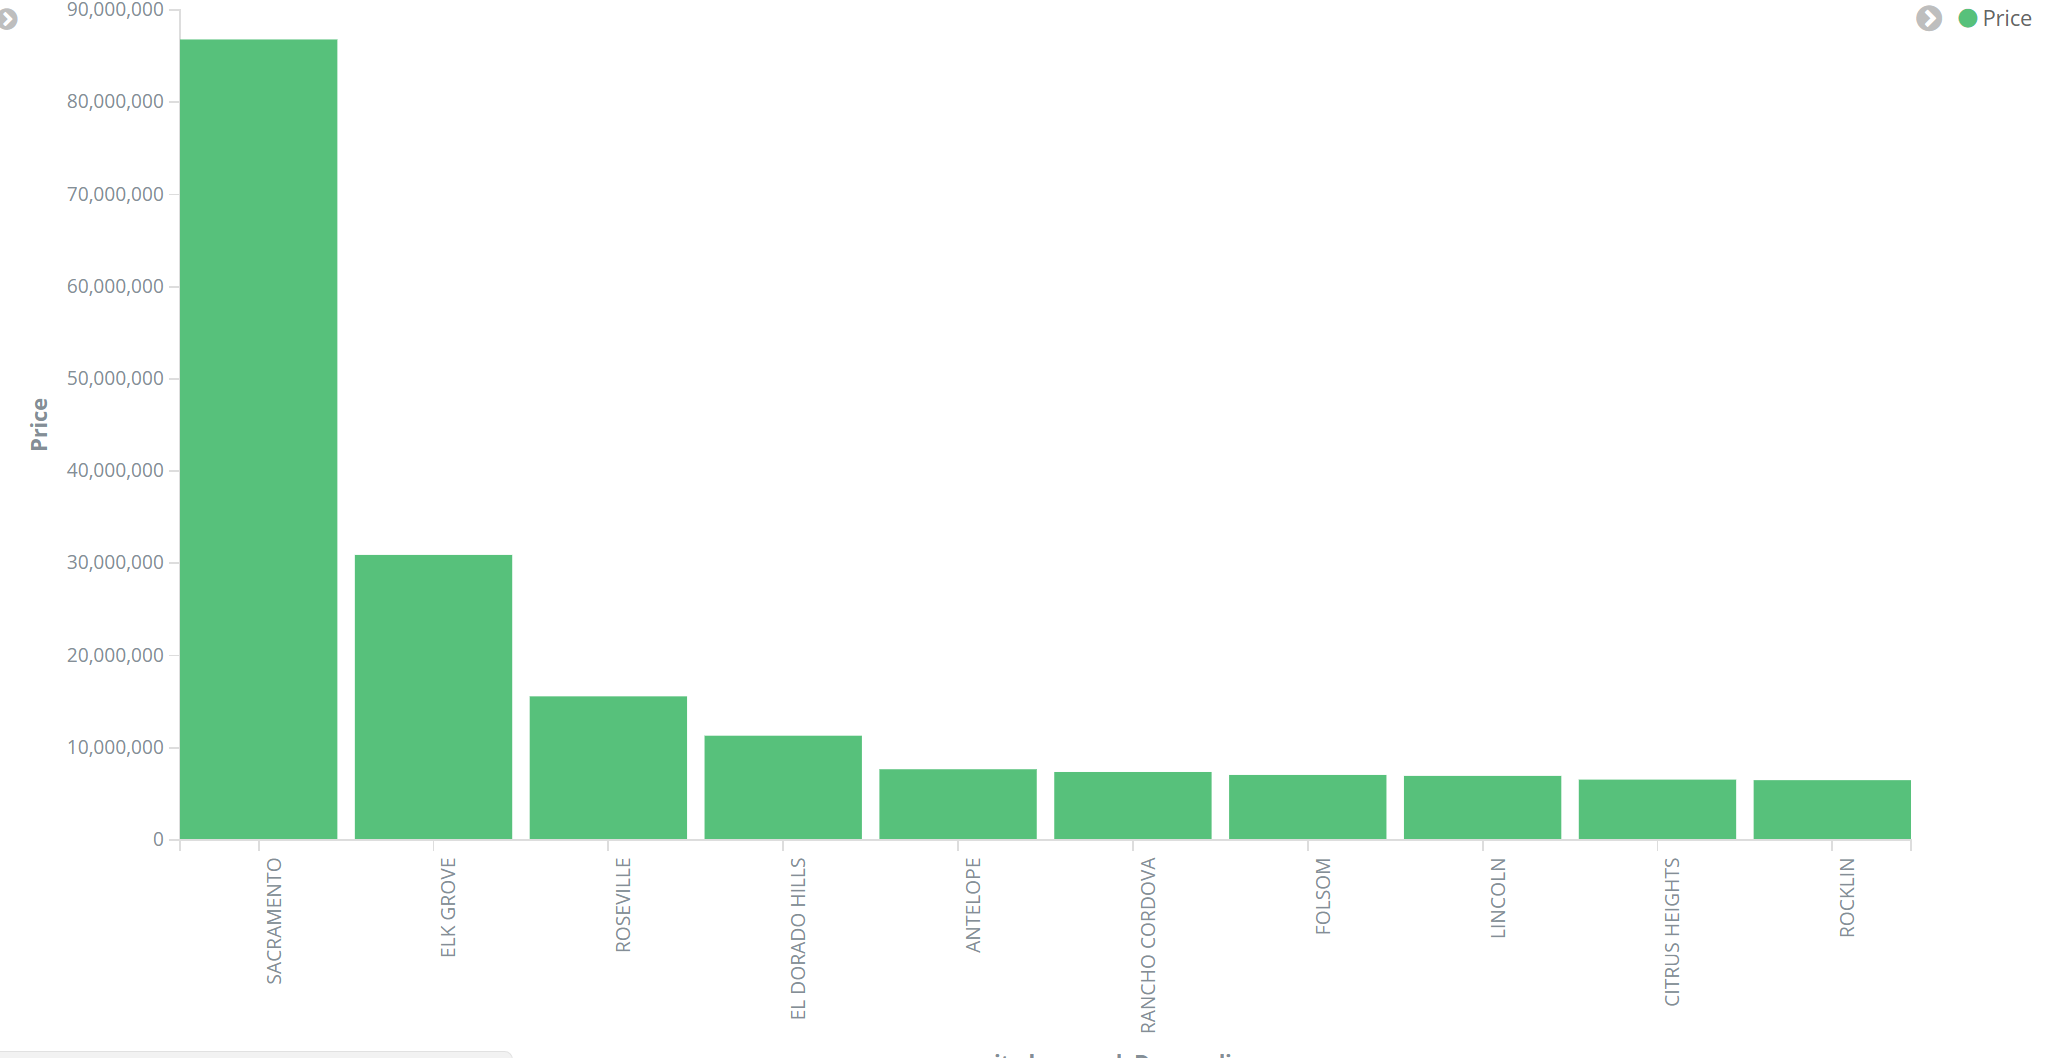 90,000,000
80,000,000
70,000,000
60,000,000
50,000,000
40,000,000
30,000,000
20,000,000
10,000,000
0
Price
Price
SACRAMENTO
ELK GROVE
ROSEVILLE
EL DORADO HILLS
ANTELOPE
RANCHO CORDOVA
FOLSOM
LINCOLN
CITRUS HEIGHTS
ROCKLIN